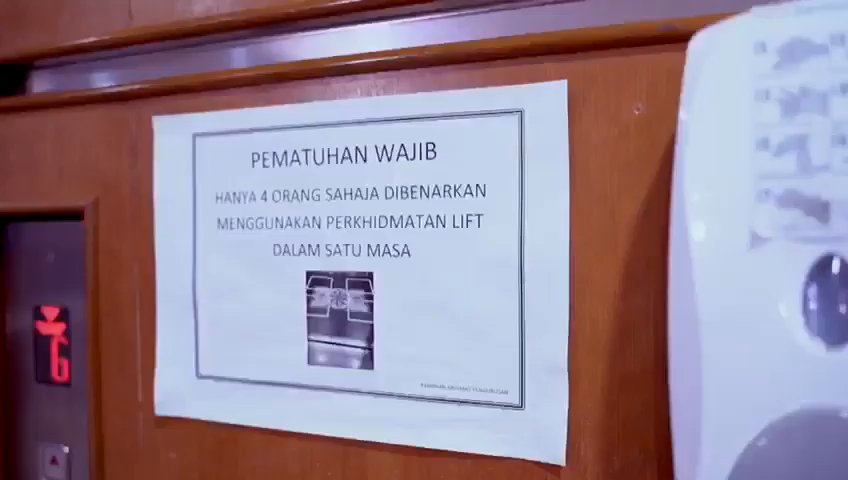 PEMATUHAN WAJIB
HANYA 4 ORANG SAHAJA DIBENARKAN
MENGGUNAKAN PERKHIDMATAN LIFT
DALAM SATU MASA
G